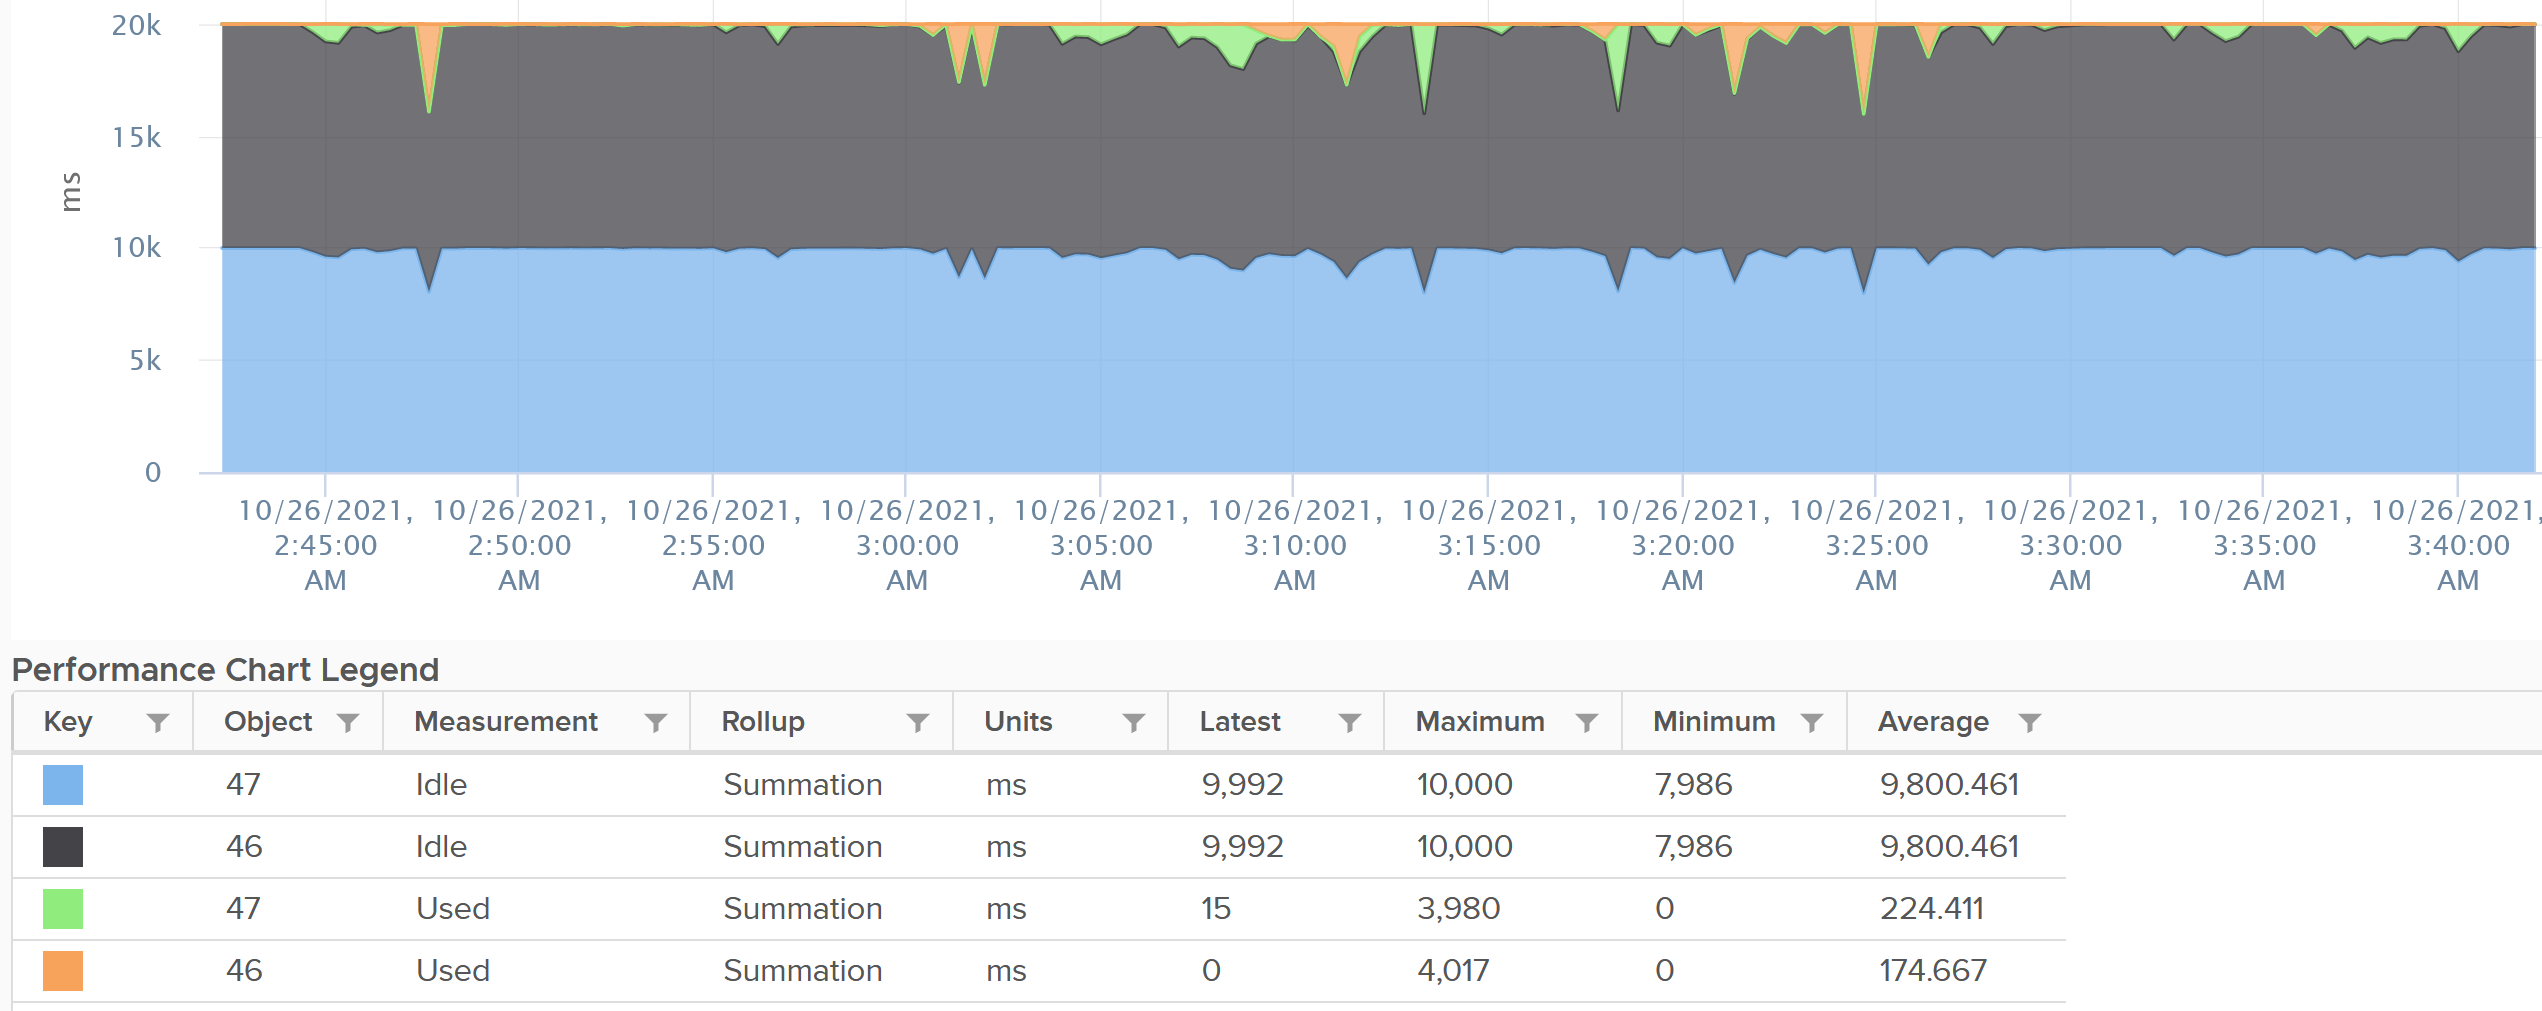 20k
15k
10k
5k
0
ms
10/26/2021, 10/26/2021, 10/26/2021, 10/26/2021, 10/26/2021, 10/26/2021, 10/26/2021, 10/26/2021, 10/26/2021, 10/26/2021, 10/26/2021, 10/26/2021,
2:45:00 2:50:00 2:55:00 3:00:00 3:05:00 3:10:00 3:15:00 3:20:00 3:25:00 3:30:00 3:35:00 3:40:00
AM AM AM AM AM AM AM AM AM AM AM AM
Performance Chart Legend
Key Object Measurement Rollup Units Latest Maximum Minimum Average
47 Idle Summation ms 9,992 10,000 7,986 9,800.461
46 Idle Summation ms 9,992 10,000 7,986 9,800.461
47 Used Summation ms 15 3,980 0 224.411
46 Used Summation ms 0 4,017 0 174.667